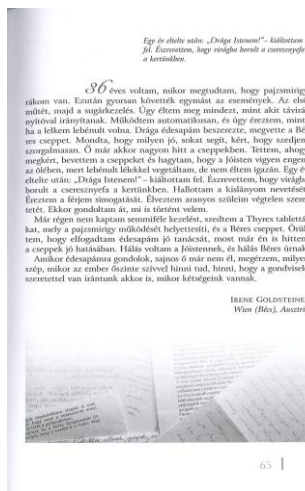 Egy év eltelte után: „Drága Istenem!”– kiáltottam
fel. Észrevettem, hogy virágba borult a cseresznyefa
a kertünkben.
36 éves voltam, mikor megtudtam, hogy pajzsmirigy
rákom van. Ezután gyorsan követték egymást az események. Az első
műtét, majd a sugárkezelés. Úgy éltem meg mindezt, mint akit távirá
nyítóval irányítanak. Működtem automatikusan, és úgy éreztem, mint
ha a lelkem lebénult volna. Drága édesapám beszerezte, megvette a Bé
res cseppet. Mondta, hogy milyen jó, sokat segít, kért, hogy szedjem
szorgalmasan. Ő már akkor nagyon hitt a cseppekben. Tettem, ahogy
megkért, bevettem a cseppeket és hagytam, hogy a Jóisten vigyen engem
az ölében, mert lebénult lélekkel vegetáltam, de nem éltem igazán. Egy é
eltelte után: „Drága Istenem!”– kiáltottam fel. Észrevettem, hogy virágba
borult a cseresznyefa a kertünkben. Hallottam a kislányom nevetését
Éreztem a férjem simogatását. Élveztem aranyos szüleim végtelen szere
tetét. Ekkor gondoltam át, mi is történt velem.
Már régen nem kaptam semmiféle kezelést, szedtem a Thyrex tablettá
kat, mely a pajzsmirigy működését helyettesíti, és a Béres cseppet. Örül
tem, hogy elfogadtam édesapám jó tanácsát, most már én is hittem
a cseppek jó hatásában. Hálás voltam a Jóistennek, és hálás Béres úrnak
Amikor édesapámra gondolok, sajnos ő már nem él, megérzem, milyen
szép, mikor az ember őszinte szívvel hinni tud, hinni, hogy a gondvisel
szeretettel van irántunk akkor is, mikor kétségeink vannak.
IRENE GOLDSTEINE
Wien (Bécs), Ausztri
65